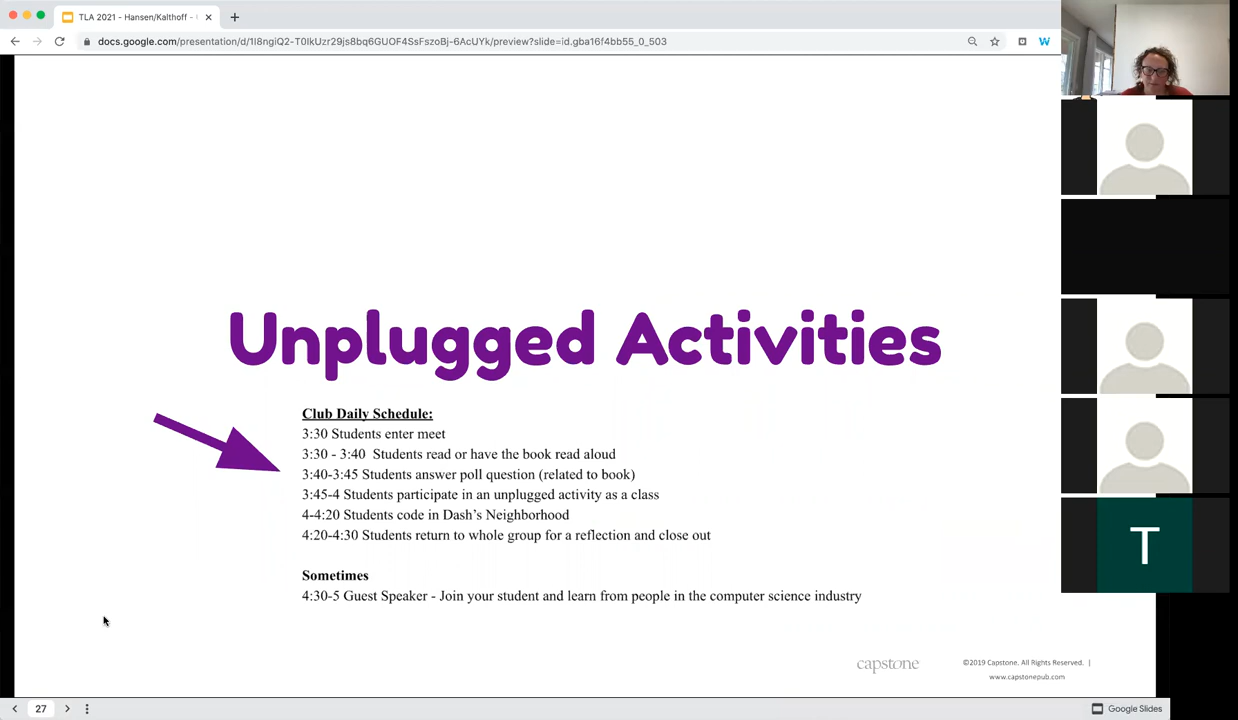 TLA 2021 - Hansen/Kalthoff -
docs.google.com/presentation/d/1I8ngiQ2-T0IkUzr29js8bq6GUOF4SsFszoBj-6AcUYk/preview?slide=id.gba16f4bb55_0_503
W
Unplugged Activities
Club Daily Schedule:
3:30 Students enter meet
3:30 - 3:40 Students read or have the book read aloud
3:40-3:45 Students answer poll question (related to book)
3:45-4 Students participate in an unplugged activity as a class
4-4:20 Students code in Dash's Neighborhood
4:20-4:30 Students return to whole group for a reflection and close out
Sometimes
4:30-5 Guest Speaker - Join your student and learn from people in the computer science industry
T
capstone
©2019 Capstone. All Rights Reserved. |
www.capstonepub.com
27
Google Slides